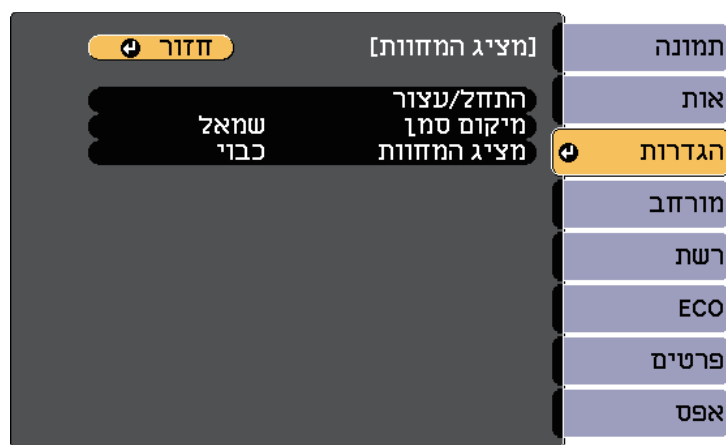 [מציג המחוות] חזור
התחל/עצור
מיקום סמן שמאל
מציג המחוות כבוי
תמונה
אות
הגדרות
מורחב
רשת
ECO
פרטים
אפס